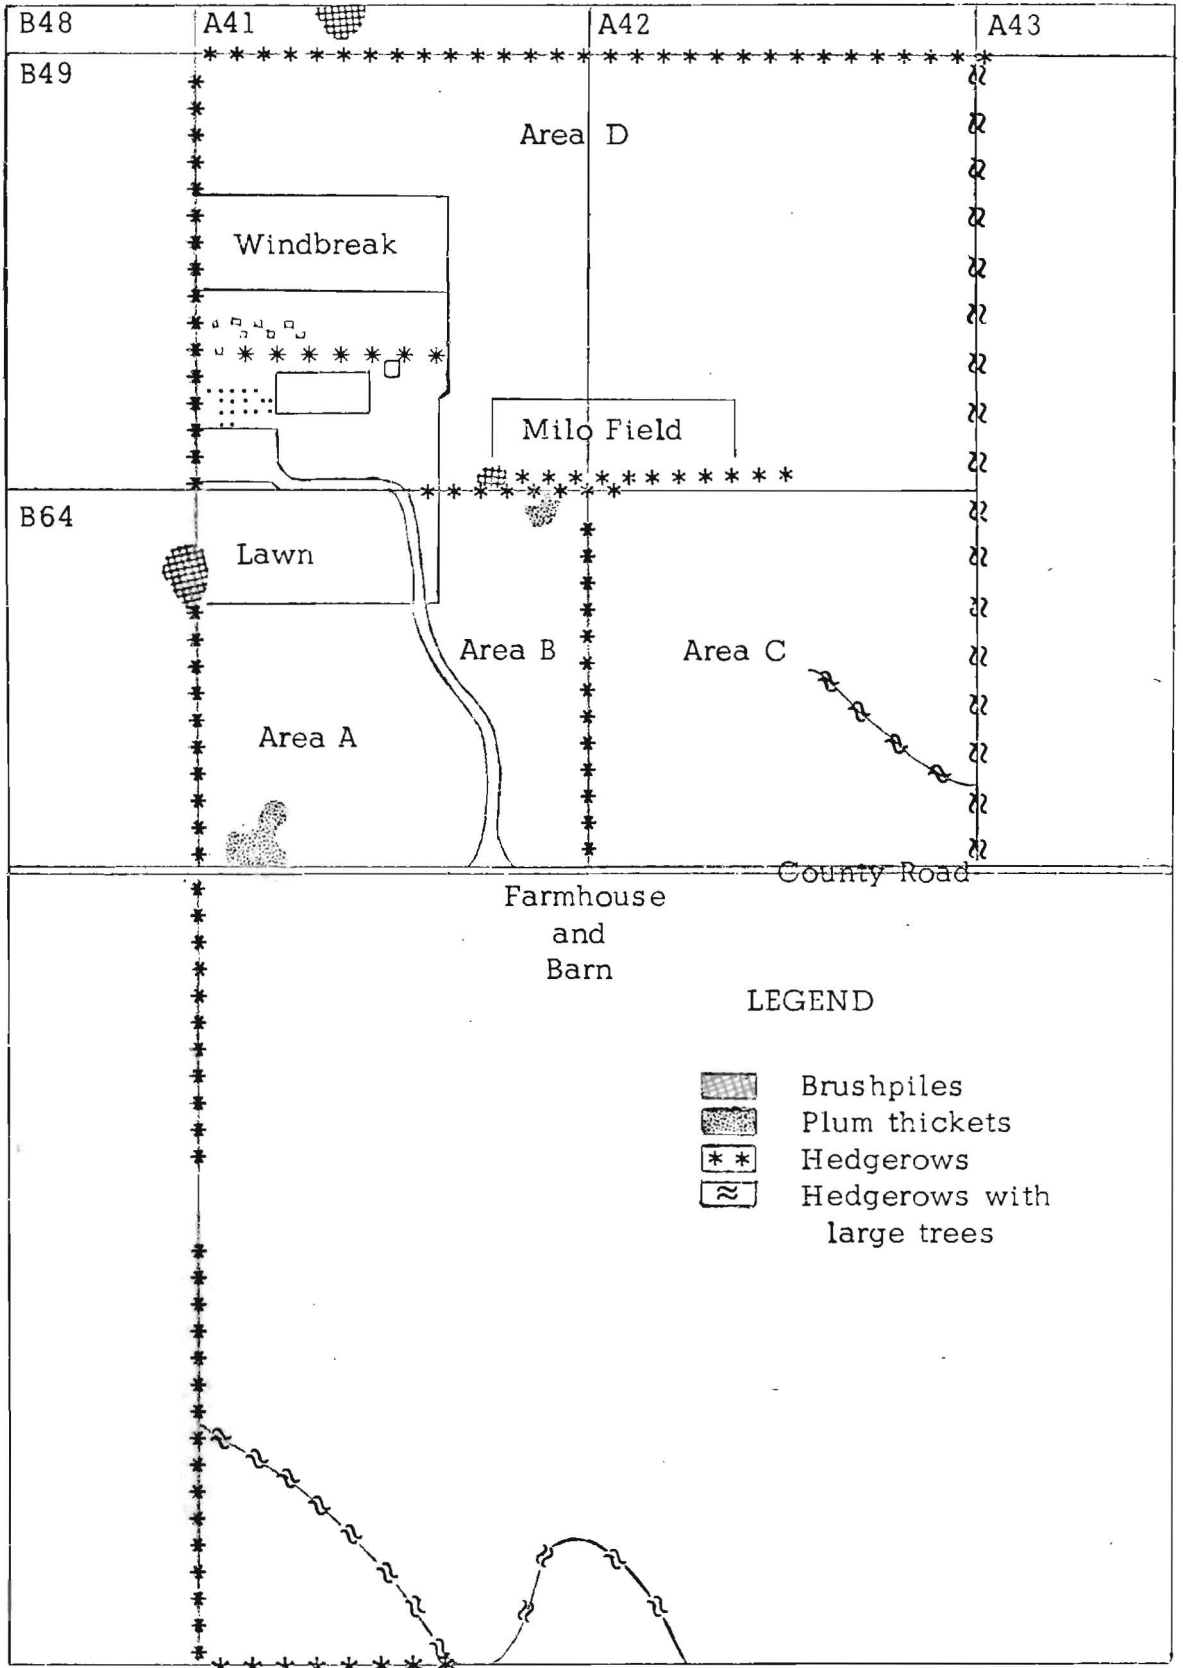 B48
A41
A42
A43
B49
Area D
Windbreak
Milo Field
B64
Lawn
Area B
Area C
Area A
County Road
Farmhouse
and
Barn
LEGEND
Brushpiles
Plum thickets
* * Hedgerows
≈ Hedgerows with
large trees